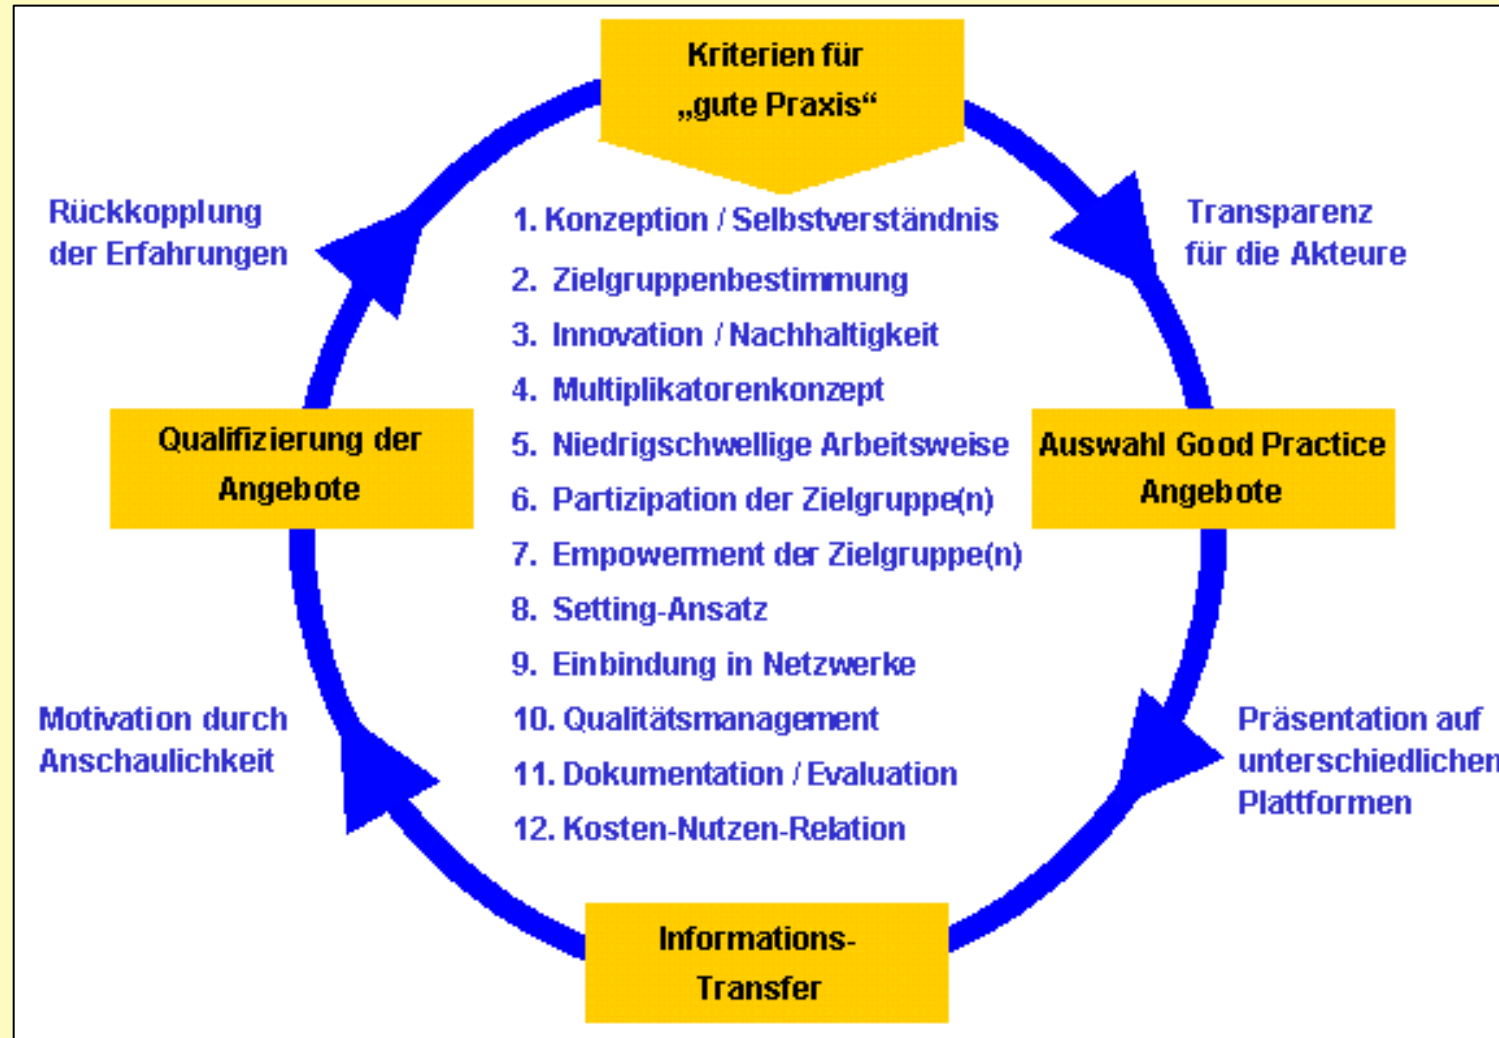 Kriterien für
„gute Praxis“
Rückkopplung
der Erfahrungen
Transparenz
für die Akteure
1. Konzeption / Selbstverständnis
2. Zielgruppenbestimmung
3. Innovation / Nachhaltigkeit
4. Multiplikatorenkonzept
5. Niedrigschwellige Arbeitsweise
6. Partizipation der Zielgruppe(n)
7. Empowerment der Zielgruppe(n)
8. Setting-Ansatz
9. Einbindung in Netzwerke
10. Qualitätsmanagement
11. Dokumentation / Evaluation
12. Kosten-Nutzen-Relation
Qualifizierung der
Angebote
Auswahl Good Practice
Angebote
Motivation durch
Anschaulichkeit
Präsentation auf
unterschiedlichen
Plattformen
Informations-
Transfer